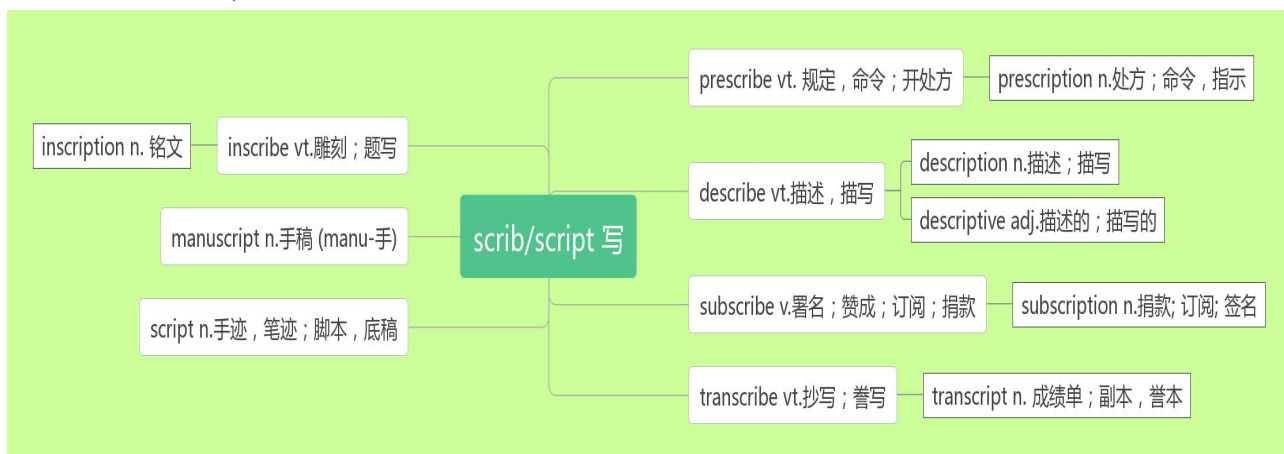 inscription n. 铭文
inscribe vt.雕刻；题写
manuscript n.手稿 (manu-手)
script n.手迹，笔迹；脚本，底稿
scrib/script 写
prescribe vt. 规定，命令；开处方
prescription n.处方；命令，指示
describe vt.描述，描写
description n.描述；描写
descriptive adj.描述的；描写的
subscribe v.署名；赞成；订阅；捐款
subscription n.捐款; 订阅; 签名
transcribe vt.抄写；誊写
transcript n. 成绩单；副本，誉本